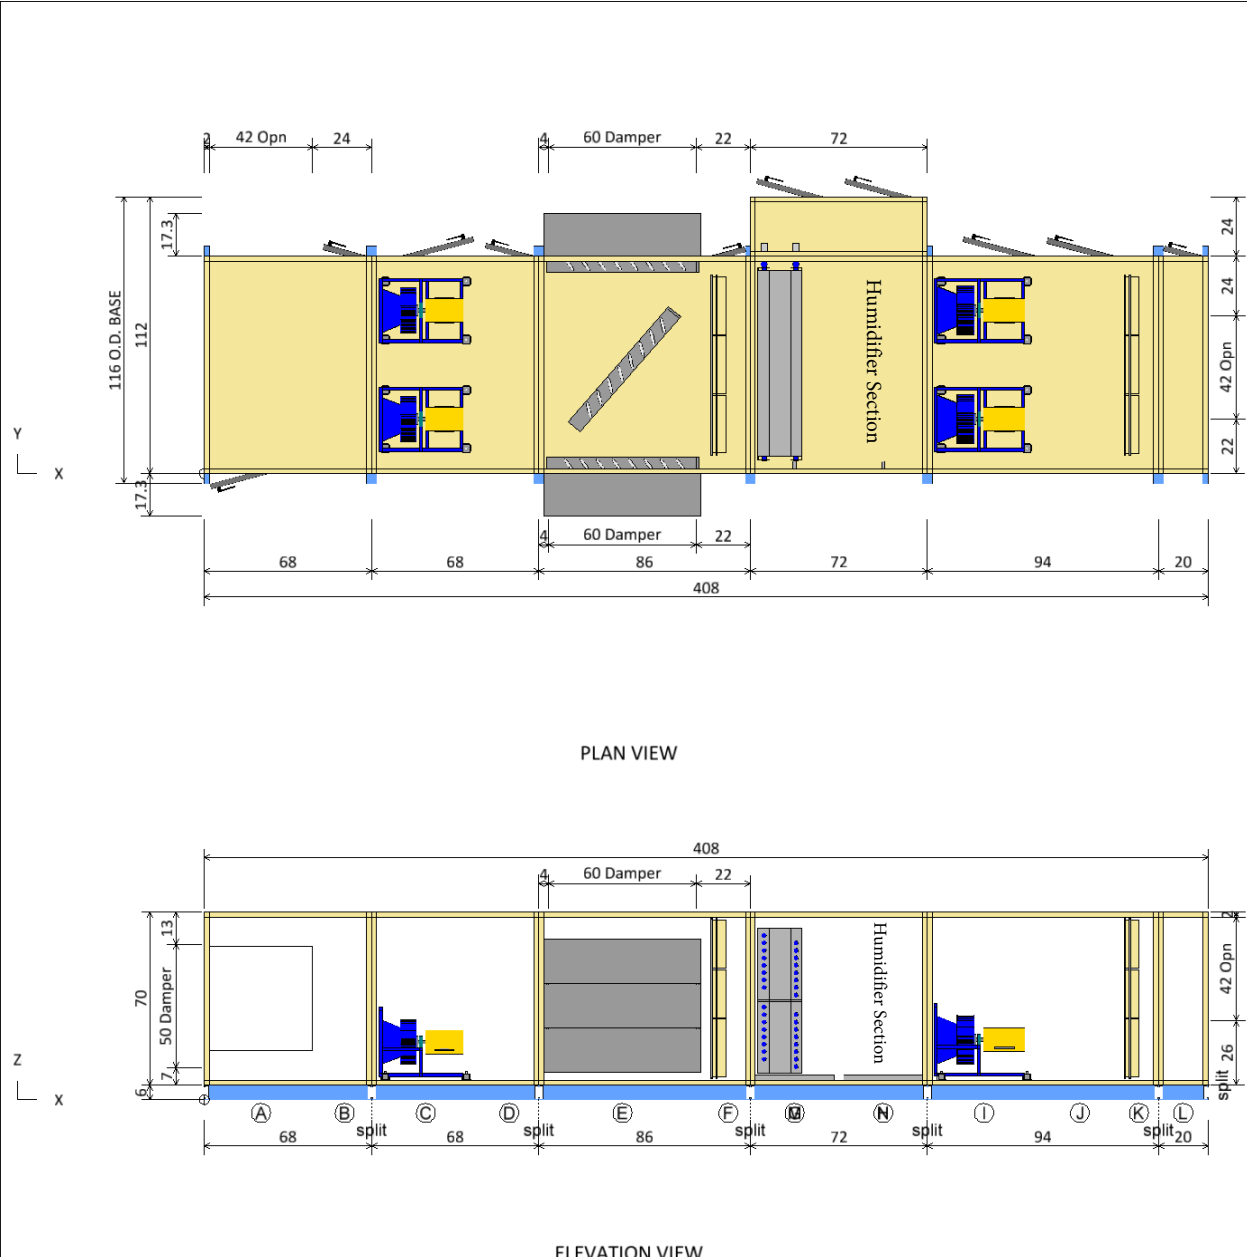 2 42 Opn 24 4 60 Damper 22 72
17.3 24
116 O.D. BASE 112 24
Humidifier Section
42 Opn
22
Y
X
17.3
4 60 Damper 22
68 68 86 72 94 20
408
PLAN VIEW
408
4 60 Damper 22
13 2
Humidifier Section
42 Opn
70 50 Damper
26
Z
7
6 split
X
A B C D E F N I J K L
split split split split split
68 68 86 72 94 20
ELEVATION VIEW